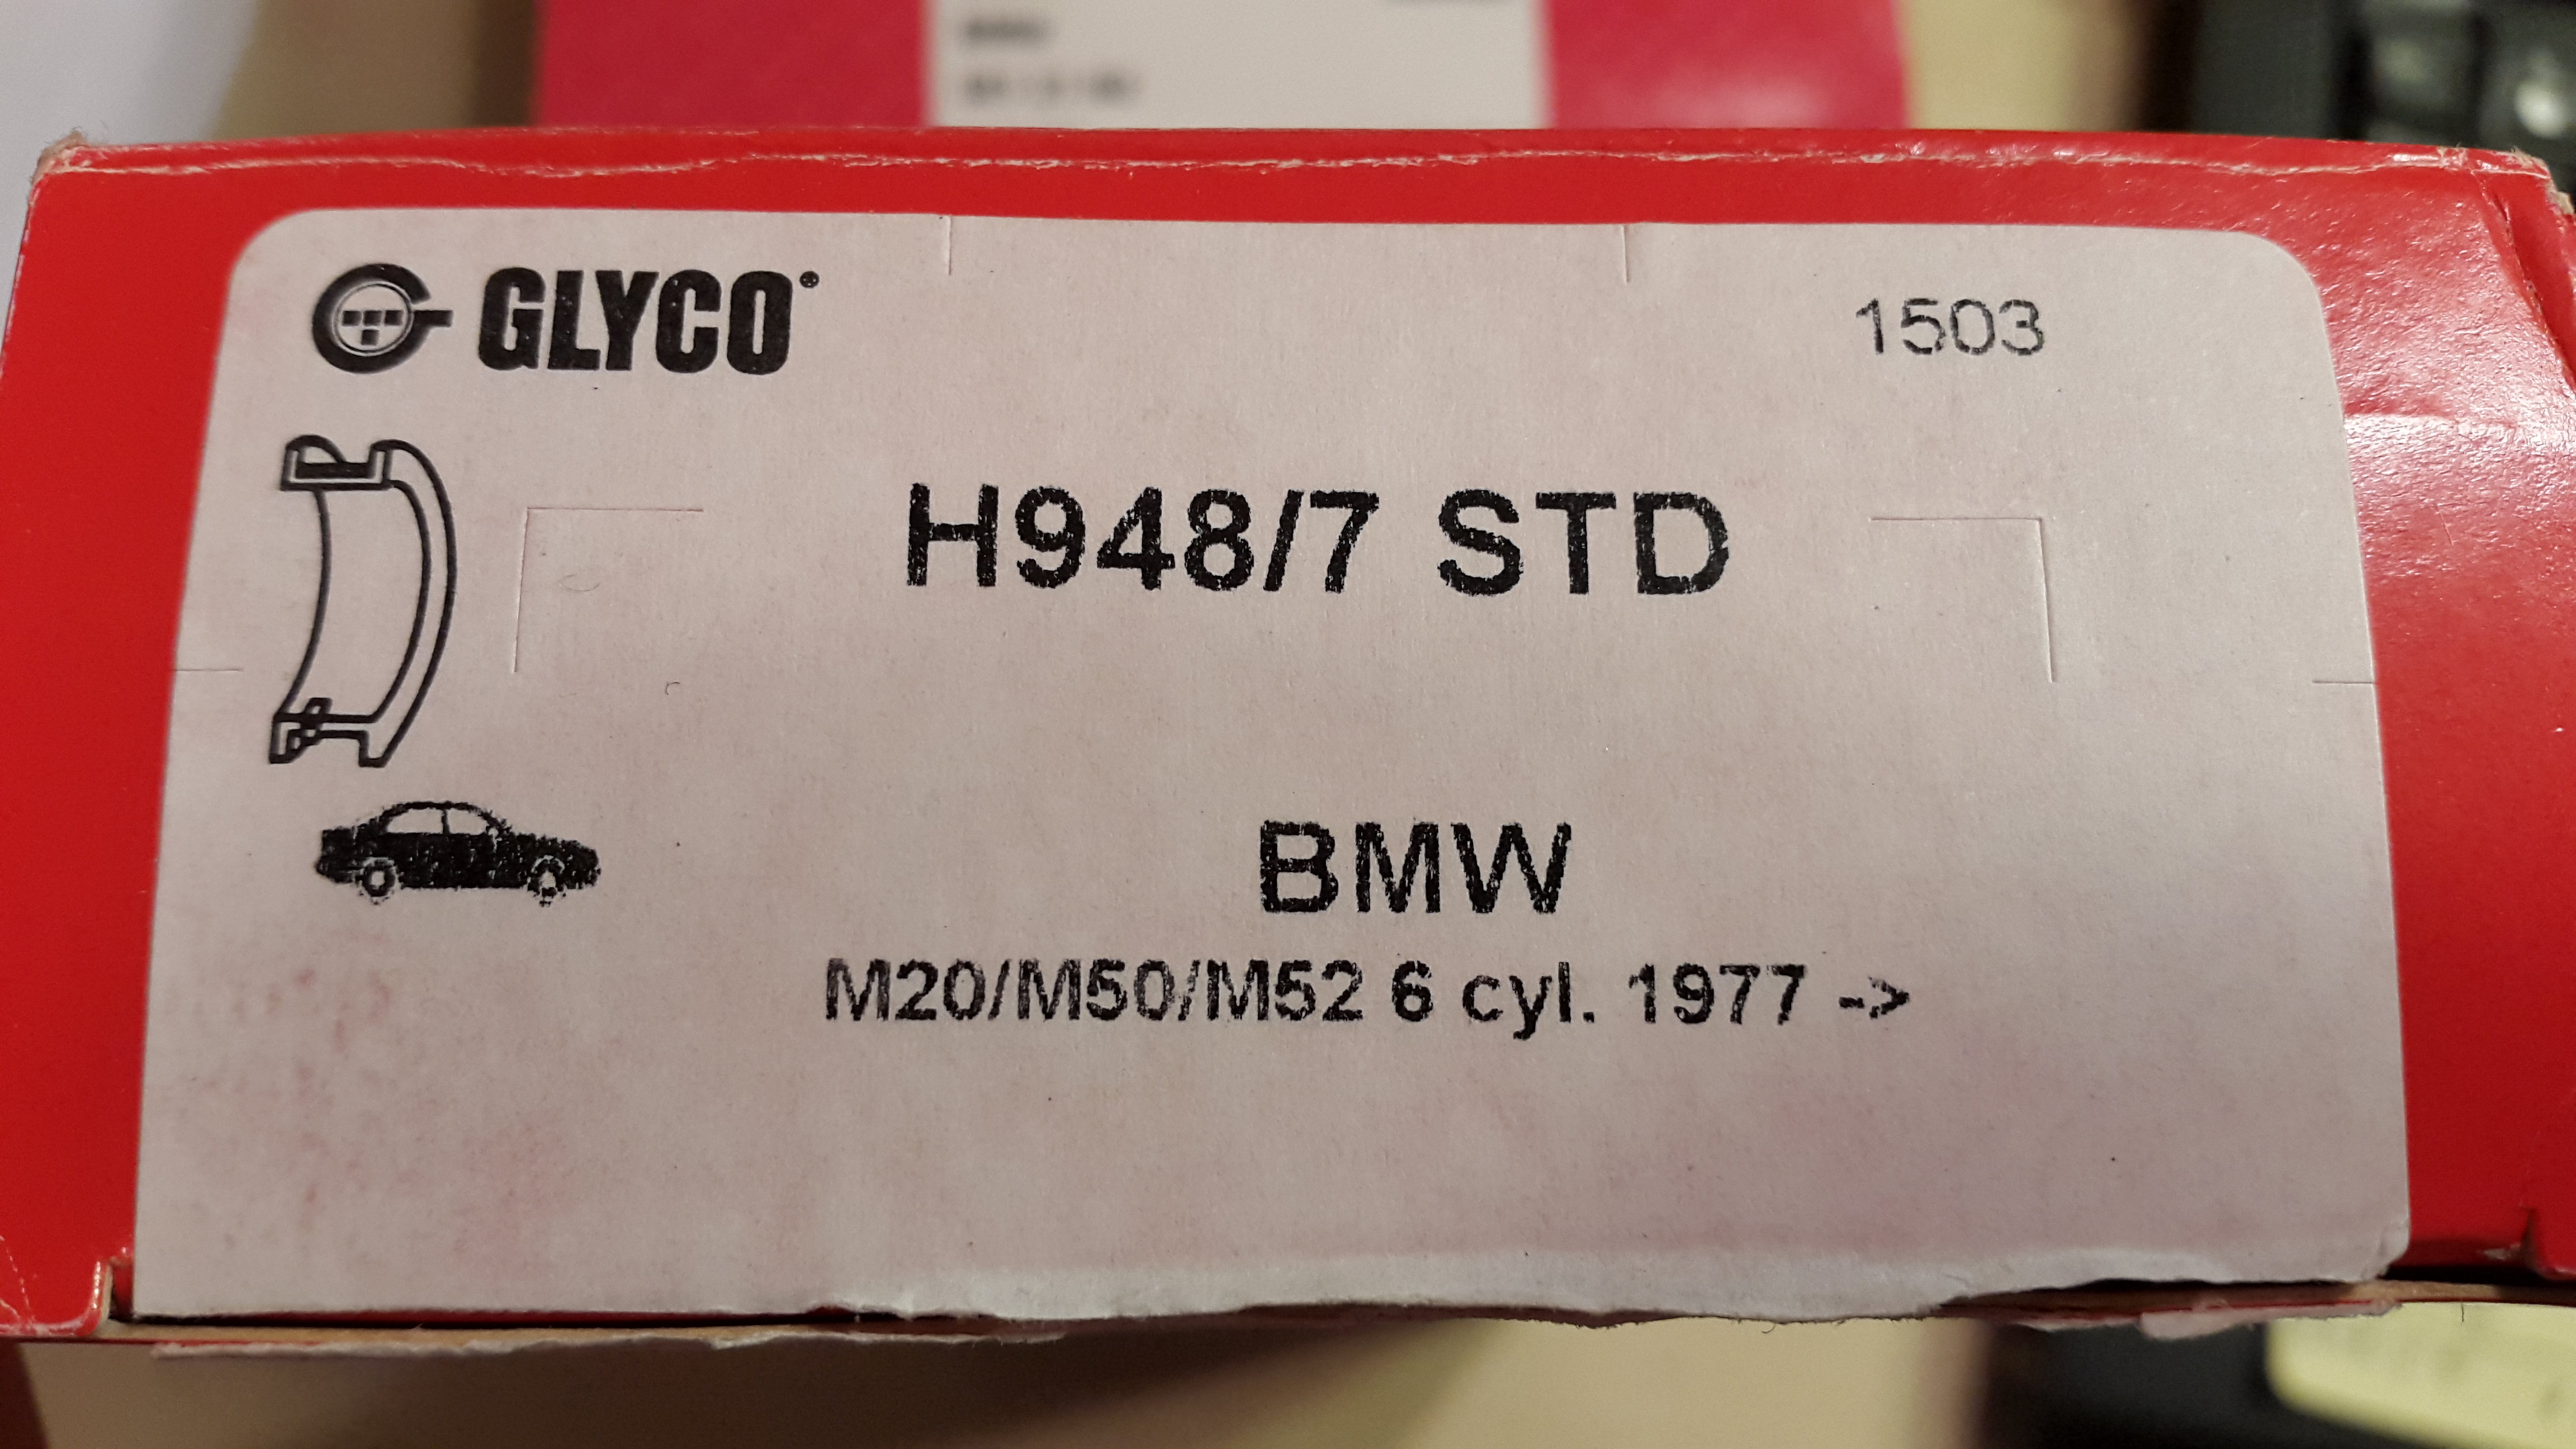 GLYCO®
1503
H948/7 STD
BMW
M20/M50/M52 6 cyl. 1977 ->